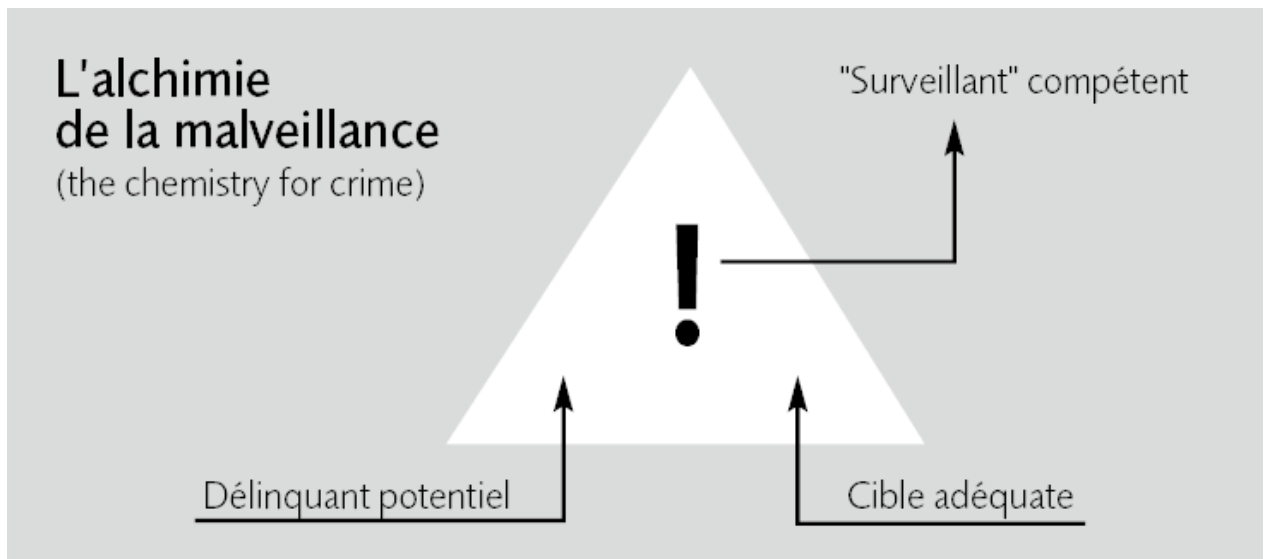 L'alchimie
de la malveillance
(the chemistry for crime)
"Surveillant" compétent
!
Délinquant potentiel
Cible adéquate